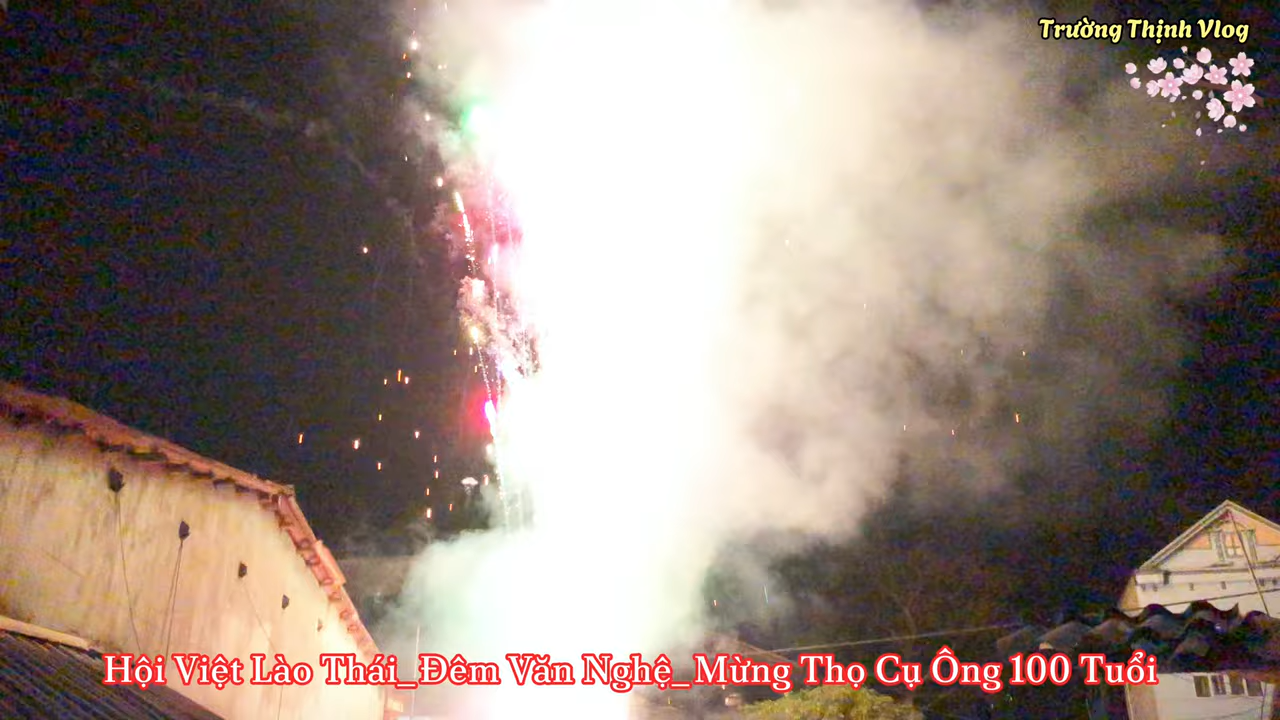 Trường Thịnh Vlog
Hội Việt Lào Thái_Đêm Văn Nghệ_Mừng Thọ Cụ Ông 100 Tuổi